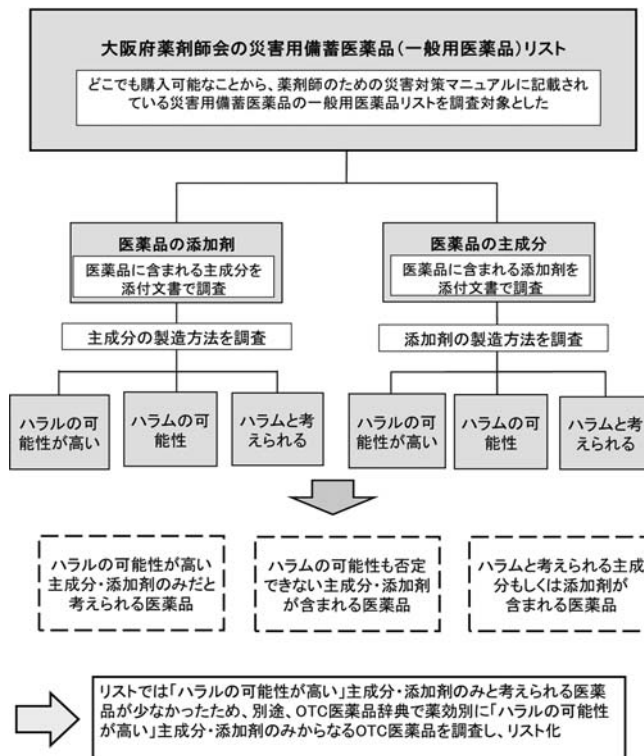 大阪府薬剤師会の災害用備蓄医薬品（一般用医薬品）リスト
どこでも購入可能なことから、薬剤師のための災害対策マニュアルに記載され
ている災害用備蓄医薬品の一般用医薬品リストを調査対象とした
医薬品の添加剤
医薬品に含まれる主成分を
添付文書で調査
主成分の製造方法を調査
ハラルの可
能性が高い
ハラムの可
能性
ハラムと考
えられる
医薬品の主成分
医薬品に含まれる添加剤を
添付文書で調査
添加剤の製造方法を調査
ハラルの可
能性が高い
ハラムの可
能性
ハラムと考
えられる
ハラルの可能性が高い
主成分・添加剤のみだと
考えられる医薬品
ハラムの可能性も否定
できない主成分・添加剤
が含まれる医薬品
ハラムと考えられる主成
分もしくは添加剤が
含まれる医薬品
リストでは「ハラルの可能性が高い」主成分・添加剤のみと考えられる医薬
品が少なかったため、別途、OTC医薬品辞典で薬効別に「ハラルの可能性
が高い」主成分・添加剤のみからなるOTC医薬品を調査し、リスト化